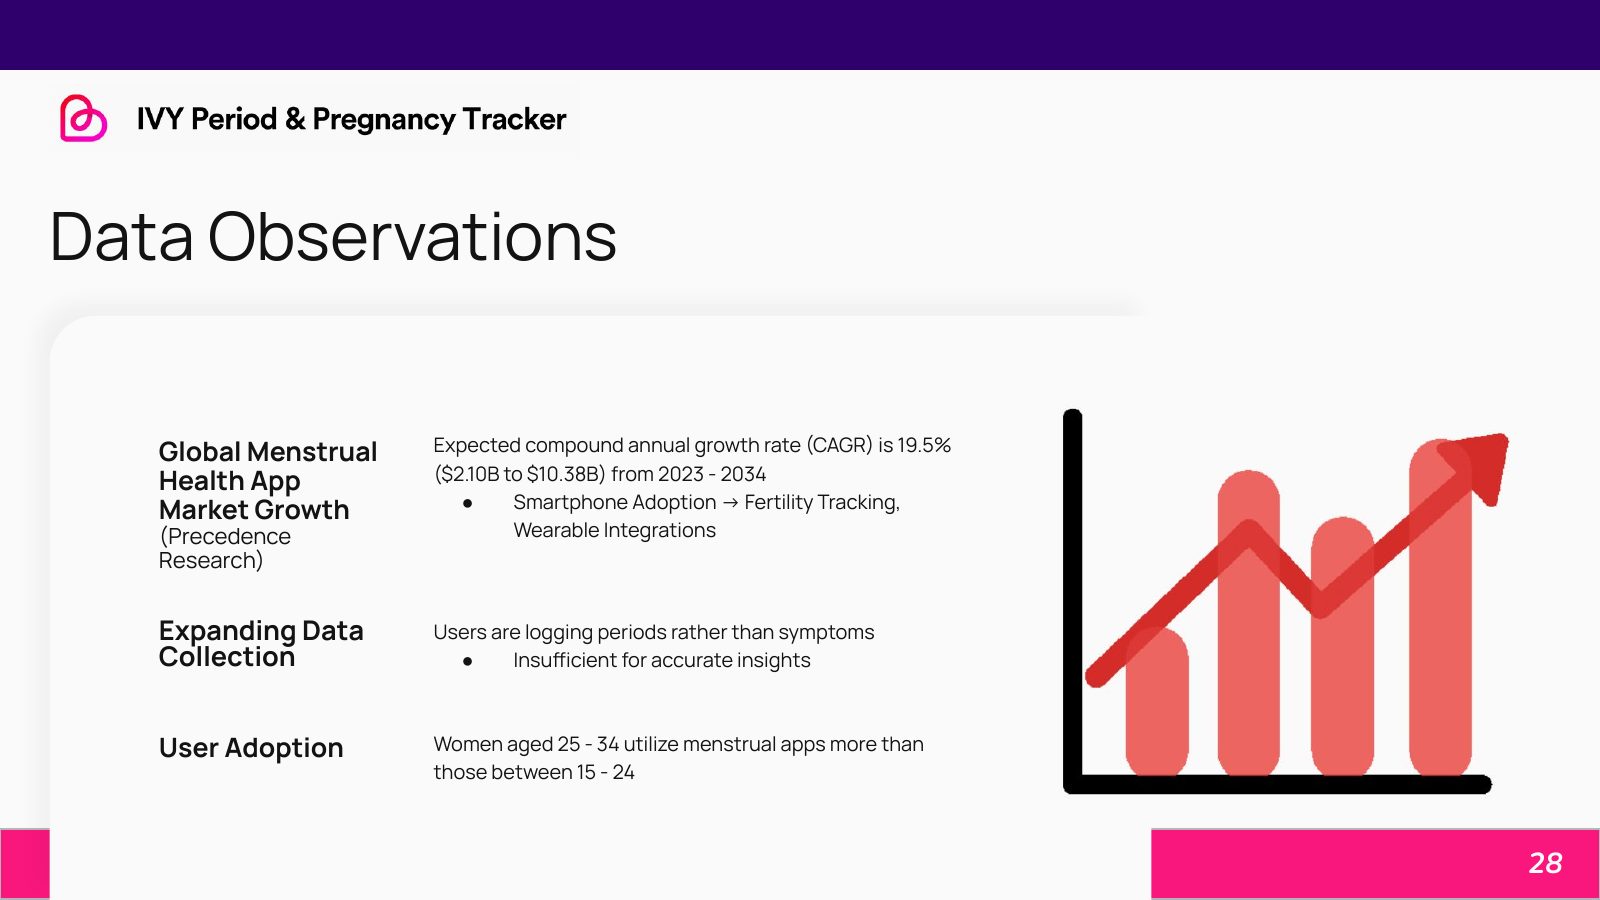 IVY Period & Pregnancy Tracker
Data Observations
Global Menstrual
Health App
Market Growth
(Precedence
Research)
Expected compound annual growth rate (CAGR) is 19.5%
($2.10B to $10.38B) from 2023 - 2034
● Smartphone Adoption → Fertility Tracking,
Wearable Integrations
Expanding Data
Collection
Users are logging periods rather than symptoms
● Insufficient for accurate insights
User Adoption
Women aged 25 - 34 utilize menstrual apps more than
those between 15 - 24
28